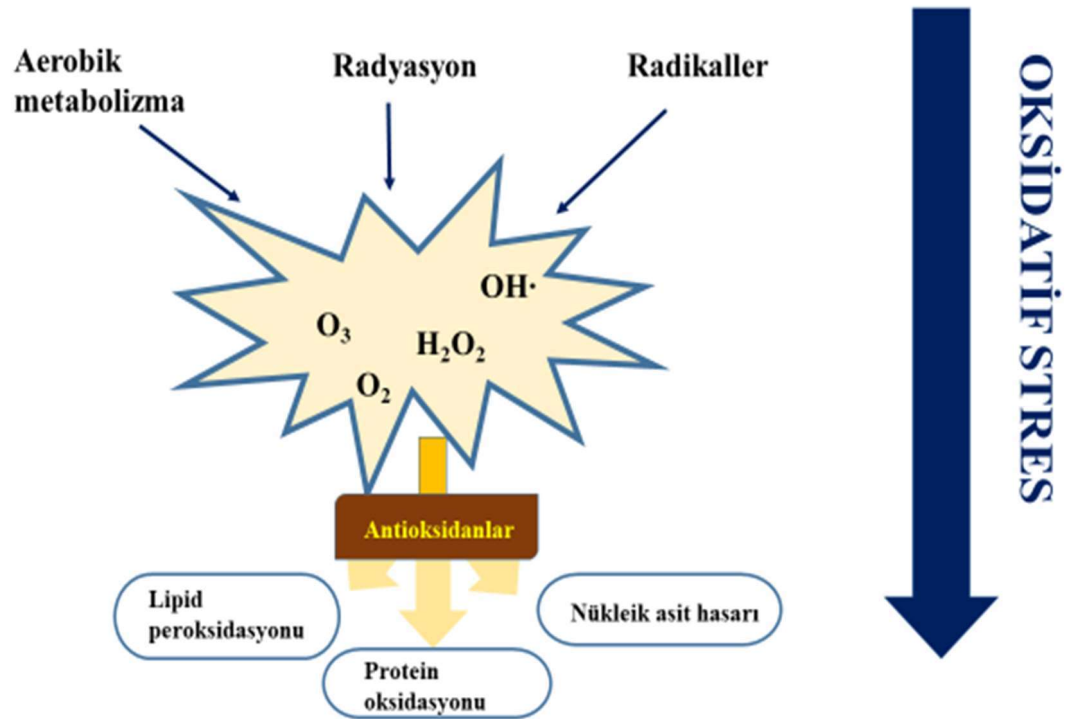 Aerobik
metabolizma
Radyasyon
Radikaller
OH·
O₃
H₂O₂
O₂
Antioksidanlar
Lipid
peroksidasyonu
Nükleik asit hasarı
Protein
oksidasyonu
OKSİDATİF STRES